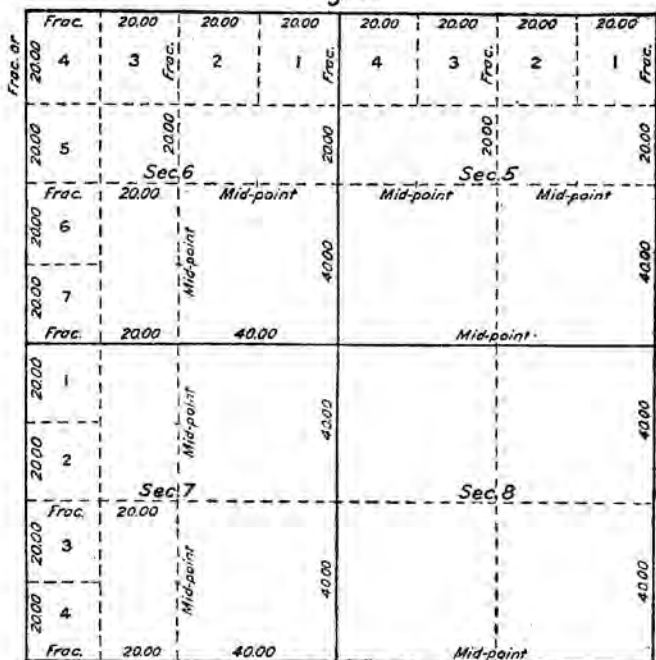 Frac. 20.00 20.00 20.00 20.00 20.00 20.00 20.00
Frac. or
20.00
4 3 Frac. 2 1 Frac. 4 3 Frac. 2 1 Frac.
20.00 5 20.00 20.00 20.00 20.00
Sec. 6 Sec. 5
Frac. 20.00 Mid-point Mid-point Mid-point
20.00 6
Mid-point 40.00 40.00
20.00 7
Frac. 20.00 40.00 Mid-point
20.00 1
Mid-point 40.00 40.00
20.00 2
Sec. 7 Sec. 8
Frac. 20.00
20.00 3
Mid-point 40.00 40.00
20.00 4
Frac. 20.00 40.00 Mid-point